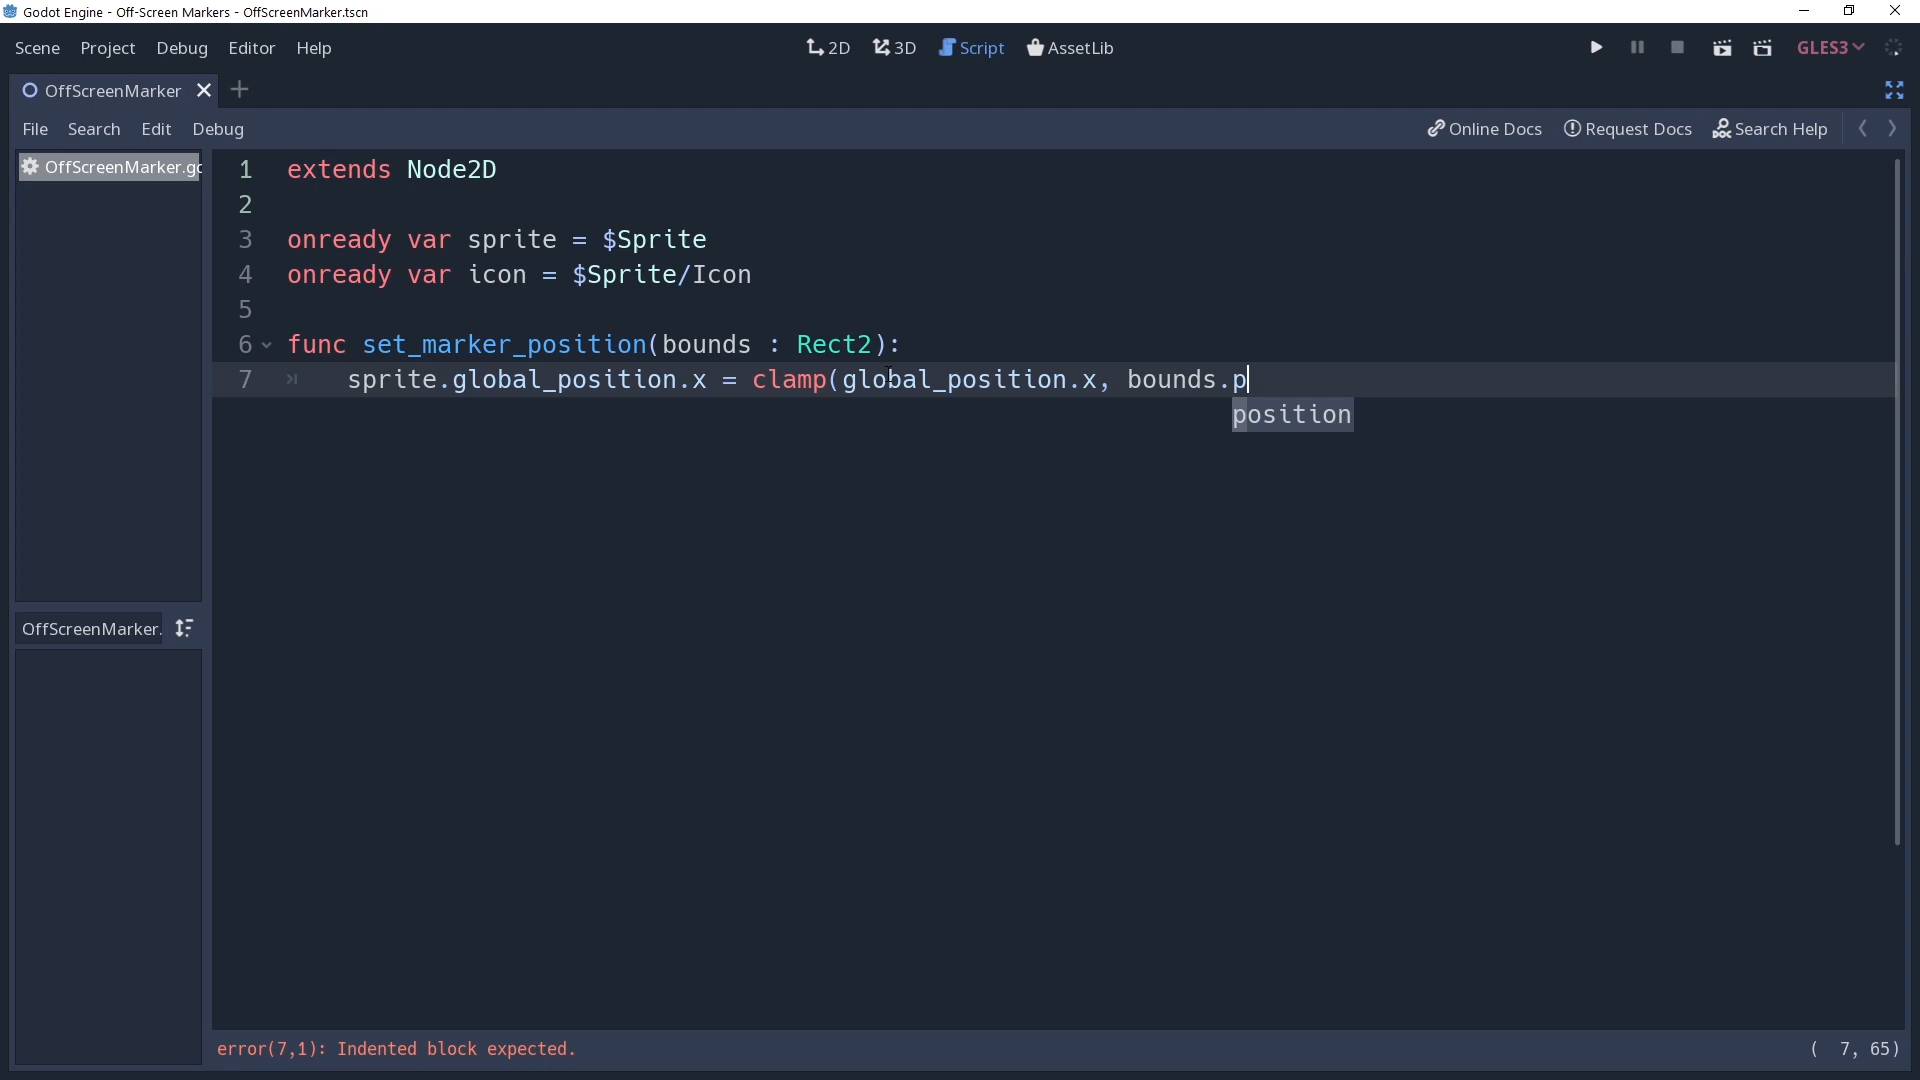 Godot Engine - Off-Screen Markers - OffScreenMarker.tscn
Scene Project Debug Editor Help 2D 3D Script AssetLib GLES3
OffScreenMarker
File Search Edit Debug Online Docs Request Docs Search Help
OffScreenMarker.gd
1 extends Node2D
2
3 onready var sprite = $Sprite
4 onready var icon = $Sprite/Icon
5
6 func set_marker_position(bounds : Rect2):
7 sprite.global_position.x = clamp(global_position.x, bounds.p
position
OffScreenMarker.
error(7,1): Indented block expected.
( 7, 65)